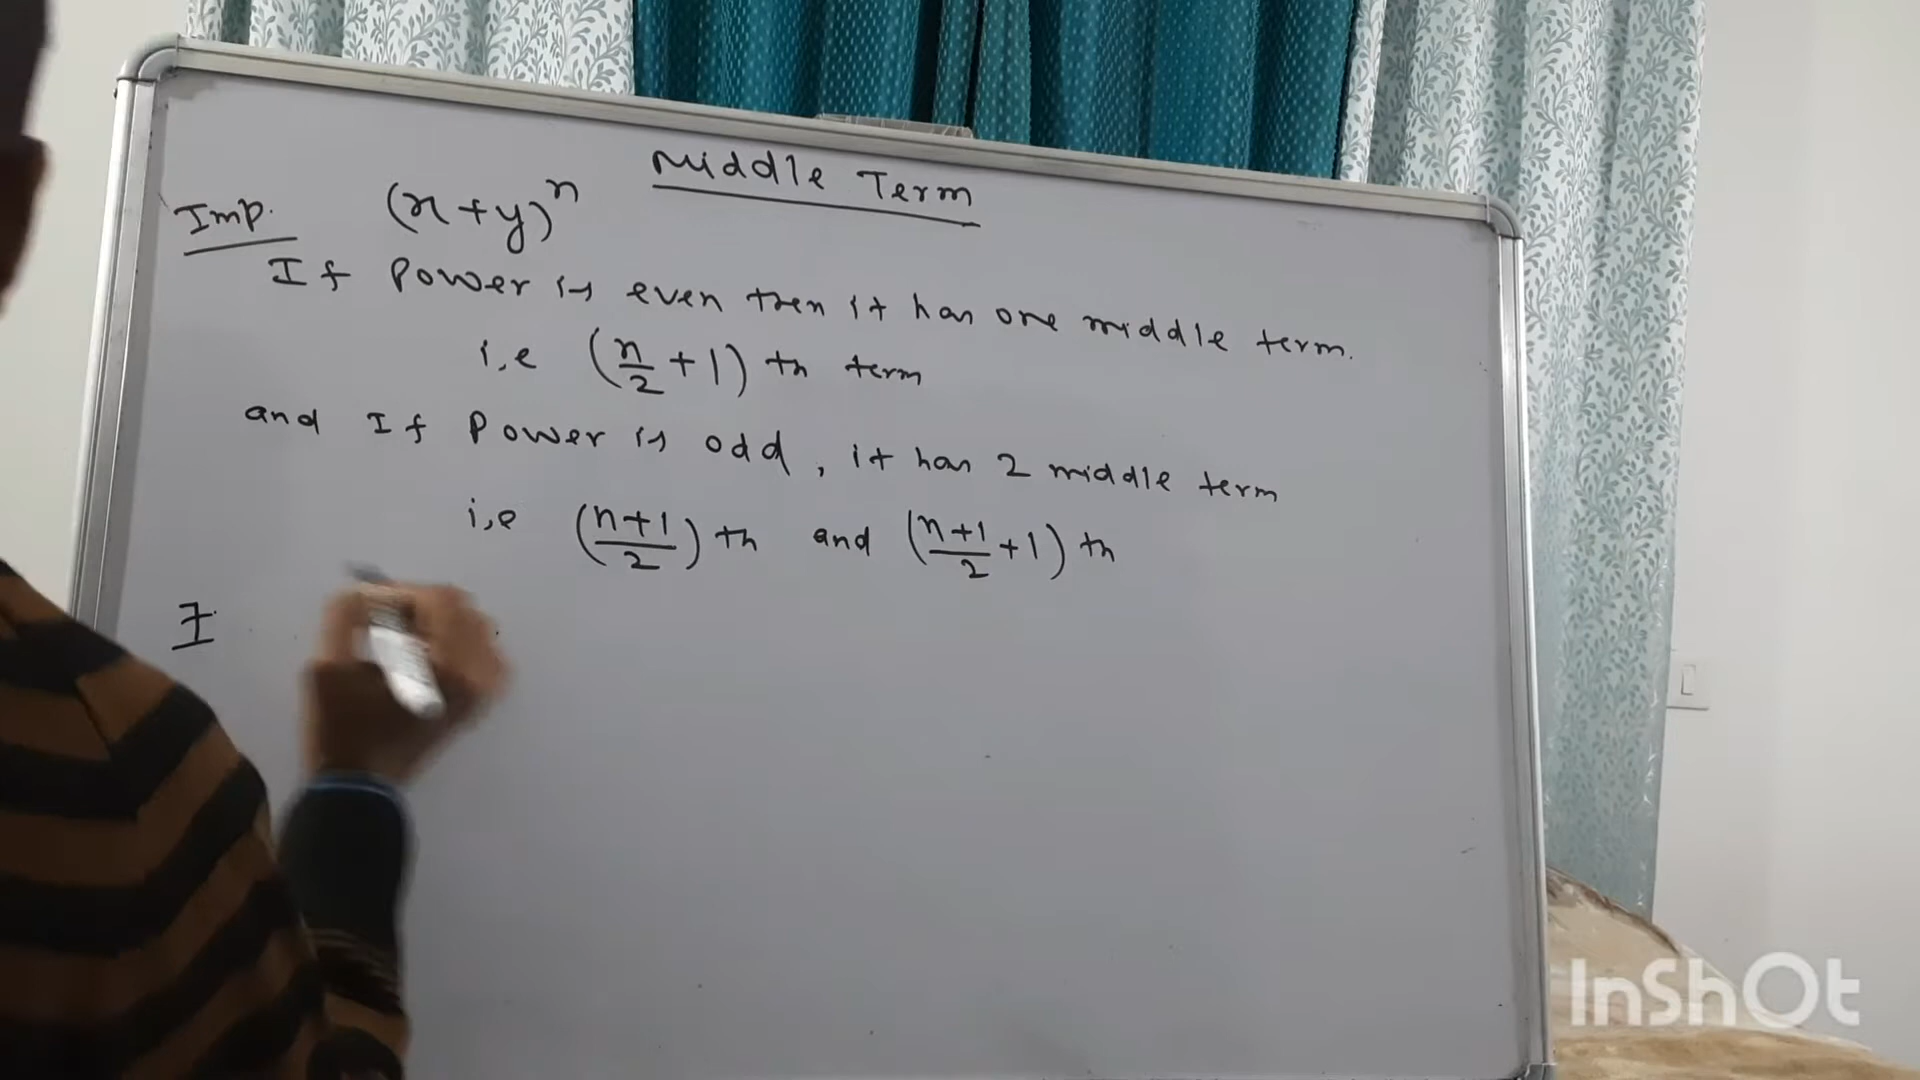 Middle Term
Imp. (x+y)^n
If Power is even then it has one middle term.
i,e (n/2 + 1) th term
and If Power is odd, it has 2 middle term
i,e ((n+1)/2) th and ((n+1)/2 + 1) th
I
InShOt